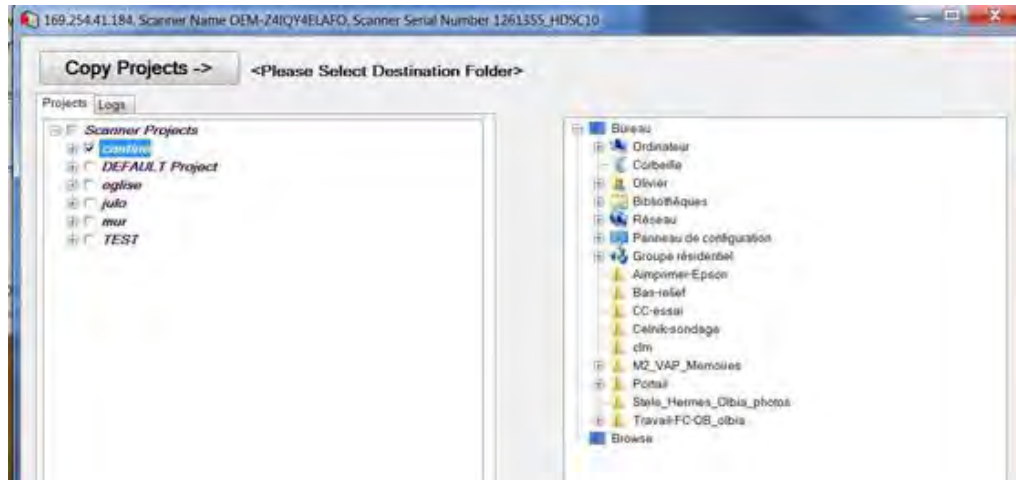 169.254.41.184, Scanner Name OEM-Z4IQY4ELAFO, Scanner Serial Number 1261355_HDSC10
Copy Projects ->
<Please Select Destination Folder>
Projects
Logs
Scanner Projects
DEFAULT Project
eglise
julo
mur
TEST
Bureau
Ordinateur
Corbeille
Olivier
Bibliothèques
Réseau
Panneau de configuration
Groupe résidentiel
Aimprimer-Epson
Bas-relief
CC-essai
Celnik-sondage
clm
M2_VAP_Memoires
Portail
Stele_Hermes_Olbia_photos
Travail-FC-OB_olbia
Browse